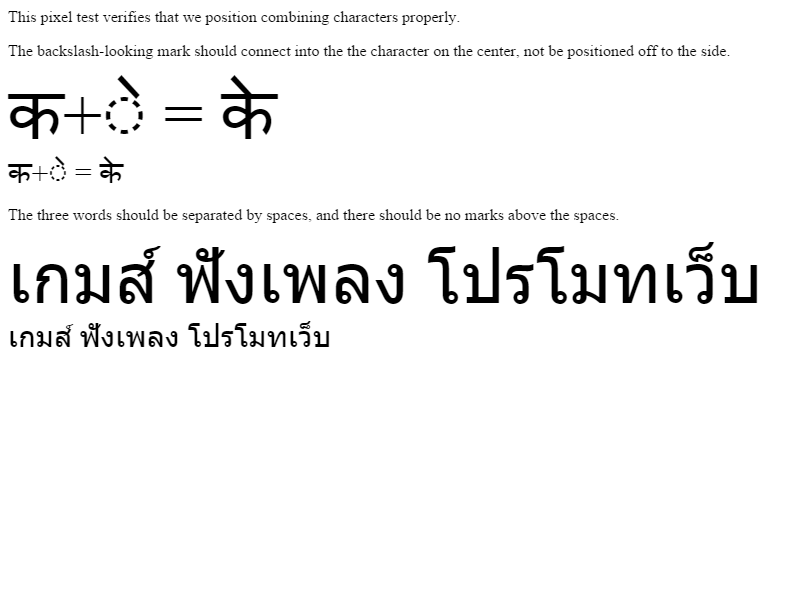 This pixel test verifies that we position combining characters properly.
The backslash-looking mark should connect into the the character on the center, not be positioned off to the side.
क+◌े = के
क+◌े = के
The three words should be separated by spaces, and there should be no marks above the spaces.
เกมส์ ฟังเพลง โปรโมทเว็บ
เกมส์ ฟังเพลง โปรโมทเว็บ